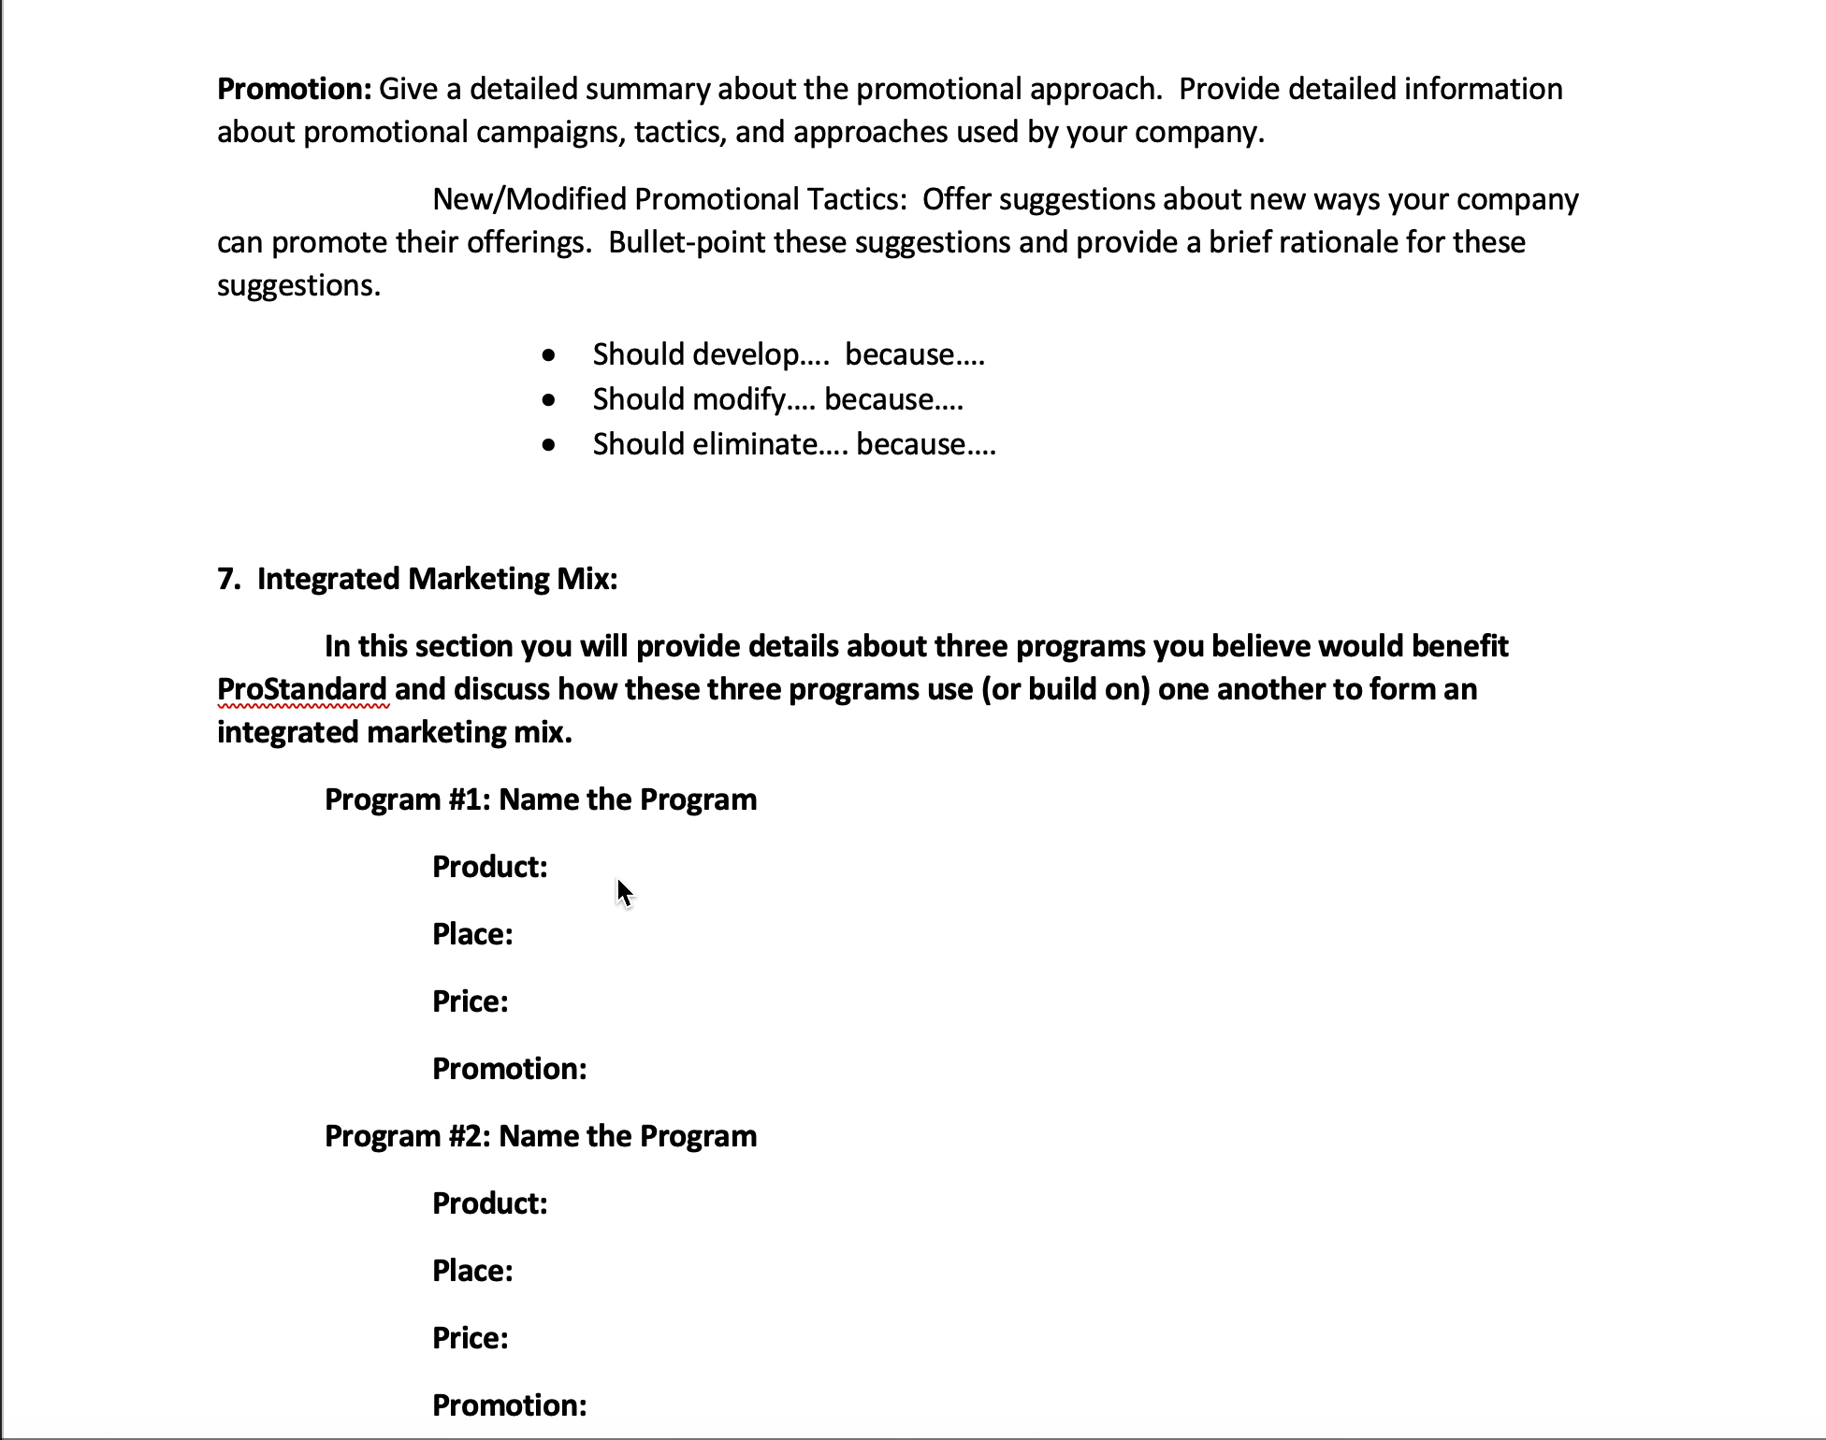 Promotion: Give a detailed summary about the promotional approach.  Provide detailed information
about promotional campaigns, tactics, and approaches used by your company.
New/Modified Promotional Tactics:  Offer suggestions about new ways your company
can promote their offerings.  Bullet-point these suggestions and provide a brief rationale for these
suggestions.
• Should develop....  because....
• Should modify.... because....
• Should eliminate.... because....
7.  Integrated Marketing Mix:
In this section you will provide details about three programs you believe would benefit
ProStandard and discuss how these three programs use (or build on) one another to form an
integrated marketing mix.
Program #1: Name the Program
Product:
Place:
Price:
Promotion:
Program #2: Name the Program
Product:
Place:
Price:
Promotion: